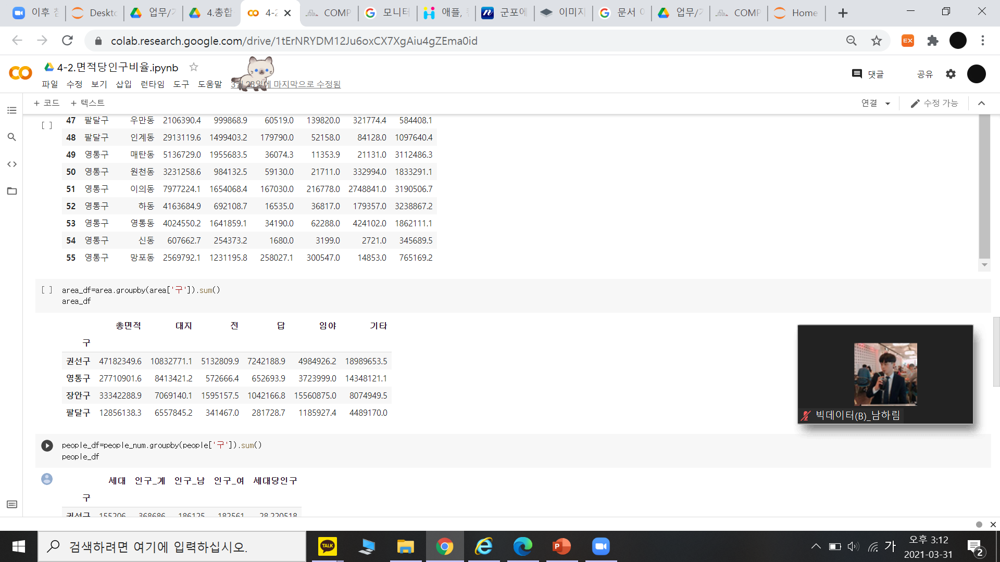 이후 참
Deskto
업무/기
4.종합
4-2
COMP
모니터
애플, 참
군포에
이미지
문서 이
업무/기
COMP
Home
colab.research.google.com/drive/1tErNRYDM12Ju6oxCX7XgAiu4gZEma0id
EX
4-2.면적당인구비율.ipynb
댓글
공유
파일 수정 보기 삽입 런타임 도구 도움말 3월 28일에 마지막으로 수정됨
+ 코드 + 텍스트
연결
수정 가능
[ ]
47 팔달구 우만동 2106390.4 999868.9 60519.0 139820.0 321774.4 584408.1
48 팔달구 인계동 2913119.6 1499403.2 179790.0 52158.0 84128.0 1097640.4
49 영통구 매탄동 5136729.0 1955683.5 36074.3 11353.9 21131.0 3112486.3
50 영통구 원천동 3231258.6 984132.5 59130.0 21711.0 332994.0 1833291.1
51 영통구 이의동 7977224.1 1654068.4 167030.0 216778.0 2748841.0 3190506.7
52 영통구 하동 4163684.9 692108.7 16535.0 36817.0 179357.0 3238867.2
53 영통구 영통동 4024550.2 1641859.1 34190.0 62288.0 424102.0 1862111.1
54 영통구 신동 607662.7 254373.2 1680.0 3199.0 2721.0 345689.5
55 영통구 망포동 2569792.1 1231195.8 258027.1 300547.0 14853.0 765169.2
[ ] area_df=area.groupby(area['구']).sum()
area_df
총면적 대지 전 답 임야 기타
구
권선구 47182349.6 10832771.1 5132809.9 7242188.9 4984926.2 18989653.5
영통구 27710901.6 8413421.2 572666.4 652693.9 3723999.0 14348121.1
장안구 33342288.9 7069140.1 1595157.5 1042166.8 15560875.0 8074949.5
팔달구 12856138.3 6557845.2 341467.0 281728.7 1185927.4 4489170.0
빅데이터(B)_남하림
people_df=people_num.groupby(people['구']).sum()
people_df
세대 인구_계 인구_남 인구_여 세대당인구
구
권선구 155206 368686 186125 182561 28.220518
검색하려면 여기에 입력하십시오.
TALK
가
오후 3:12
2021-03-31
2